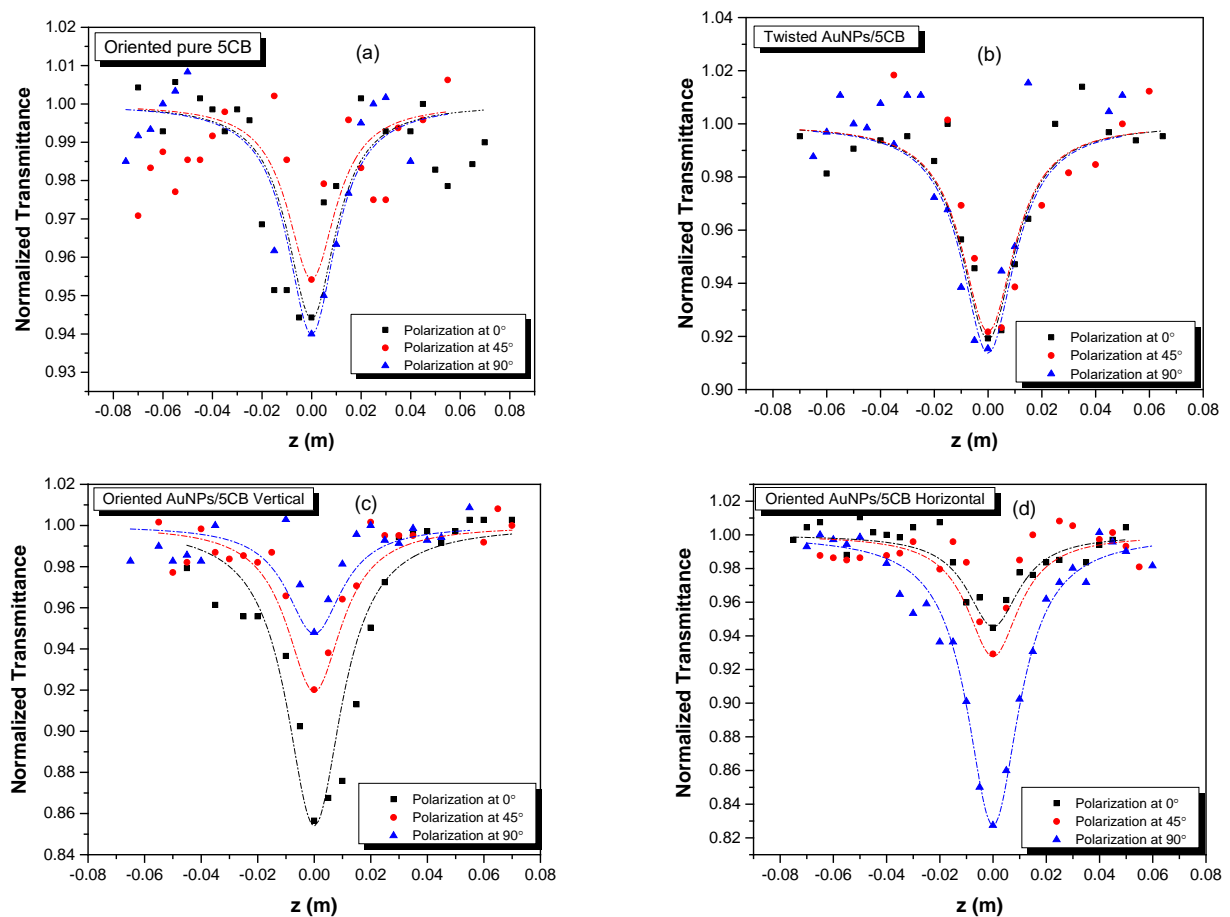 Oriented pure 5CB
(a)
Normalized Transmittance
1.02
1.01
1.00
0.99
0.98
0.97
0.96
0.95
0.94
0.93
Polarization at 0°
Polarization at 45°
Polarization at 90°
-0.08 -0.06 -0.04 -0.02 0.00 0.02 0.04 0.06 0.08
z (m)
Twisted AuNPs/5CB
(b)
Normalized Transmittance
1.04
1.02
1.00
0.98
0.96
0.94
0.92
0.90
Polarization at 0°
Polarization at 45°
Polarization at 90°
-0.08 -0.06 -0.04 -0.02 0.00 0.02 0.04 0.06 0.08
z (m)
Oriented AuNPs/5CB Vertical
(c)
Normalized Transmittance
1.02
1.00
0.98
0.96
0.94
0.92
0.90
0.88
0.86
0.84
Polarization at 0°
Polarization at 45°
Polarization at 90°
-0.06 -0.04 -0.02 0.00 0.02 0.04 0.06 0.08
z (m)
Oriented AuNPs/5CB Horizontal
(d)
Normalized Transmittance
1.02
1.00
0.98
0.96
0.94
0.92
0.90
0.88
0.86
0.84
0.82
Polarization at 0°
Polarization at 45°
Polarization at 90°
-0.08 -0.06 -0.04 -0.02 0.00 0.02 0.04 0.06 0.08
z (m)